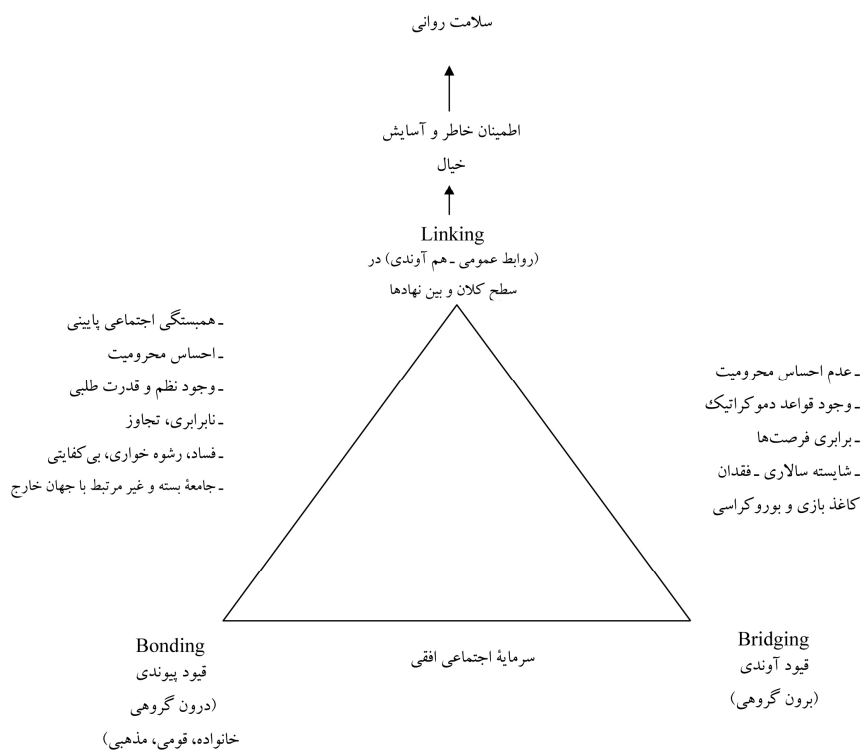 سلامت روانی
اطمینان خاطر و آسایش
خیال
Linking
(روابط عمومی ـ هم آوندی) در
سطح کلان و بین نهادها
ـ همبستگی اجتماعی پایینی
ـ احساس محرومیت
ـ وجود نظم و قدرت طلبی
ـ نابرابری، تجاوز
ـ فساد، رشوه خواری، بی‌کفایتی
ـ جامعۀ بسته و غیر مرتبط با جهان خارج
ـ عدم احساس محرومیت
ـ وجود قواعد دموکراتیک
ـ برابری فرصت‌ها
ـ شایسته سالاری ـ فقدان
کاغذ بازی و بوروکراسی
Bonding
قیود پیوندی
(درون گروهی)
خانواده، قومی، مذهبی)
سرمایۀ اجتماعی افقی
Bridging
قیود آوندی
(برون گروهی)